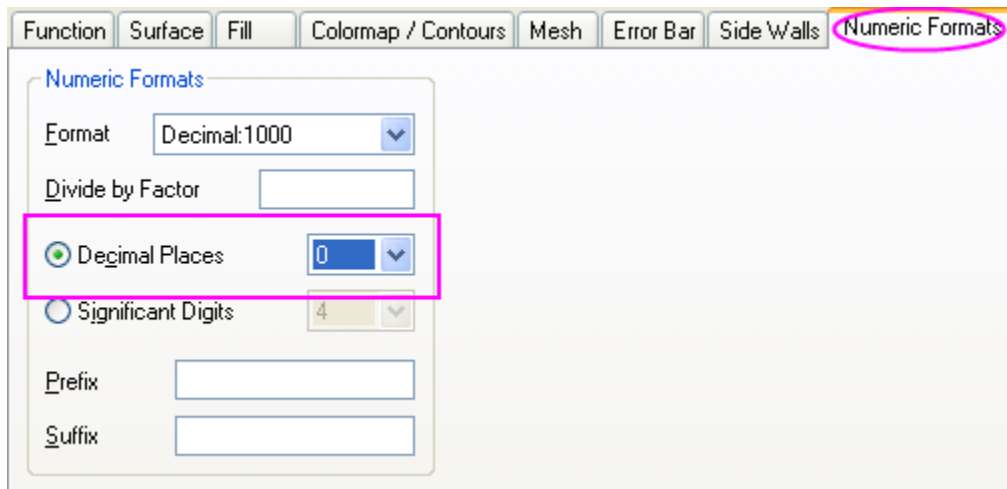 Function Surface Fill Colormap / Contours Mesh Error Bar Side Walls Numeric Formats
Numeric Formats
Format Decimal:1000
Divide by Factor
Decimal Places 0
Significant Digits 4
Prefix
Suffix